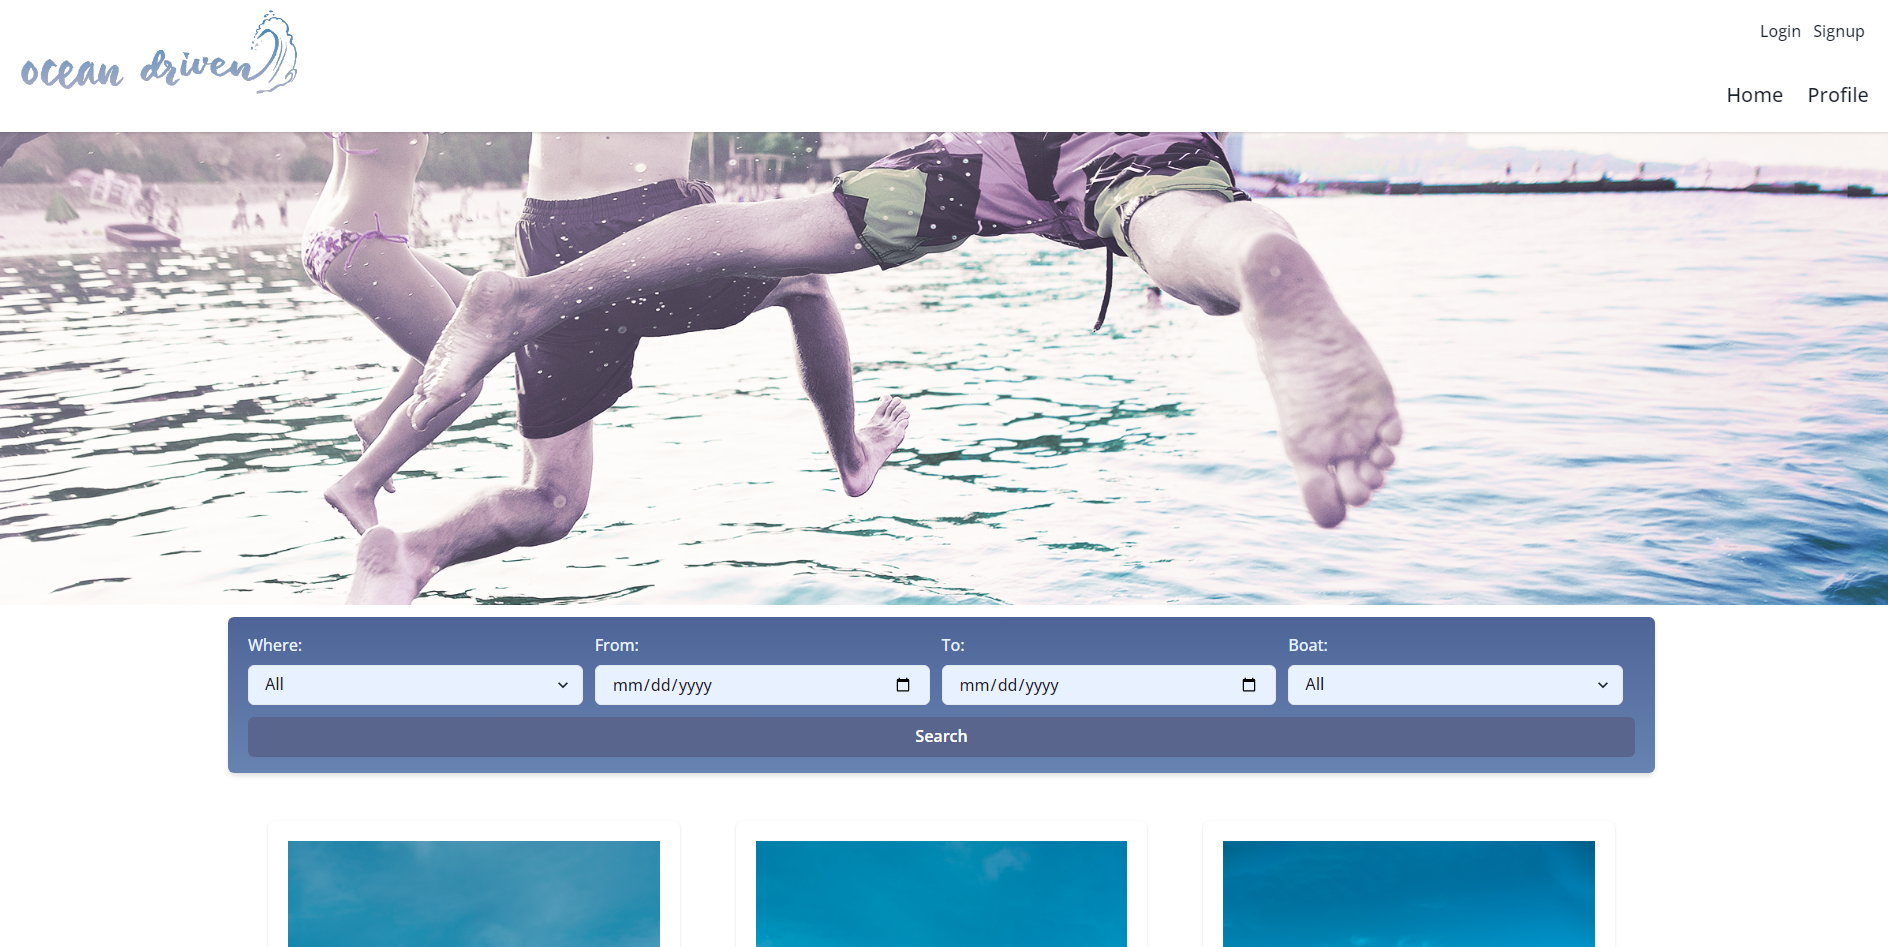 ocean driven
Login Signup
Home Profile
Where: From: To: Boat:
All mm/dd/yyyy mm/dd/yyyy All
Search